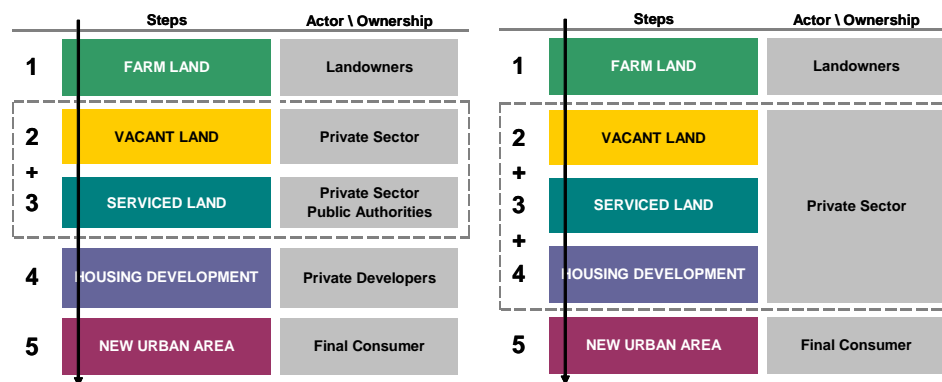 Steps Actor \ Ownership
1 FARM LAND Landowners
2 VACANT LAND Private Sector
+
3 SERVICED LAND Private Sector
Public Authorities
4 HOUSING DEVELOPMENT Private Developers
5 NEW URBAN AREA Final Consumer
Steps Actor \ Ownership
1 FARM LAND Landowners
2 VACANT LAND
+
3 SERVICED LAND Private Sector
+
4 HOUSING DEVELOPMENT
5 NEW URBAN AREA Final Consumer